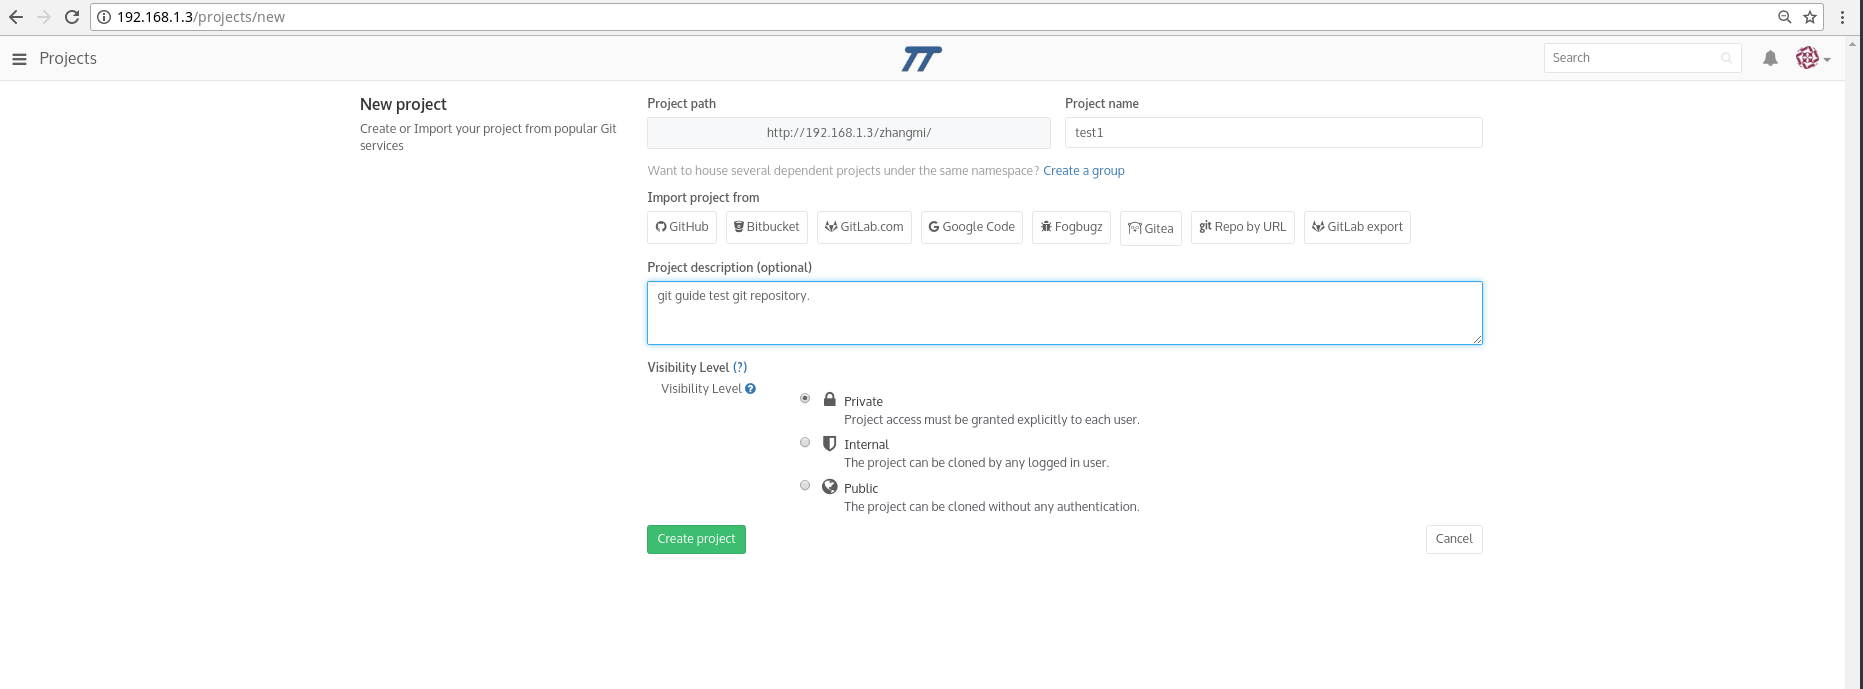 192.168.1.3/projects/new
Projects
TT
Search
New project
Create or Import your project from popular Git
services
Project path
Project name
http://192.168.1.3/zhangmi/
test1
Want to house several dependent projects under the same namespace? Create a group
Import project from
GitHub
Bitbucket
GitLab.com
G Google Code
Fogbugz
Gitea
git Repo by URL
GitLab export
Project description (optional)
git guide test git repository.
Visibility Level (?)
Visibility Level ?
Private
Project access must be granted explicitly to each user.
Internal
The project can be cloned by any logged in user.
Public
The project can be cloned without any authentication.
Create project
Cancel